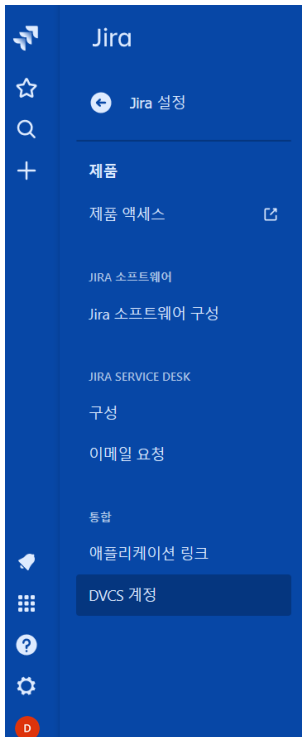 Jira
Jira 설정
제품
제품 액세스
JIRA 소프트웨어
Jira 소프트웨어 구성
JIRA SERVICE DESK
구성
이메일 요청
통합
애플리케이션 링크
DVCS 계정
D